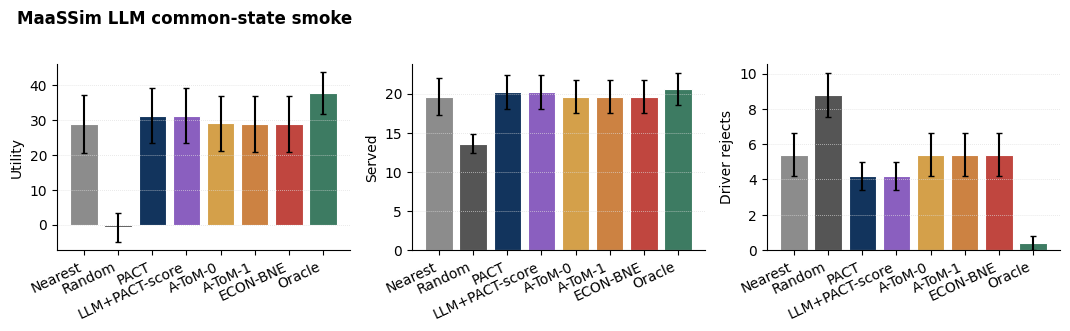 MaaSSim LLM common-state smoke
Utility
40
30
20
10
0
Nearest
Random
PACT
LLM+PACT-score
A-ToM-0
A-ToM-1
ECON-BNE
Oracle
Served
20
15
10
5
0
Nearest
Random
PACT
LLM+PACT-score
A-ToM-0
A-ToM-1
ECON-BNE
Oracle
Driver rejects
10
8
6
4
2
0
Nearest
Random
PACT
LLM+PACT-score
A-ToM-0
A-ToM-1
ECON-BNE
Oracle